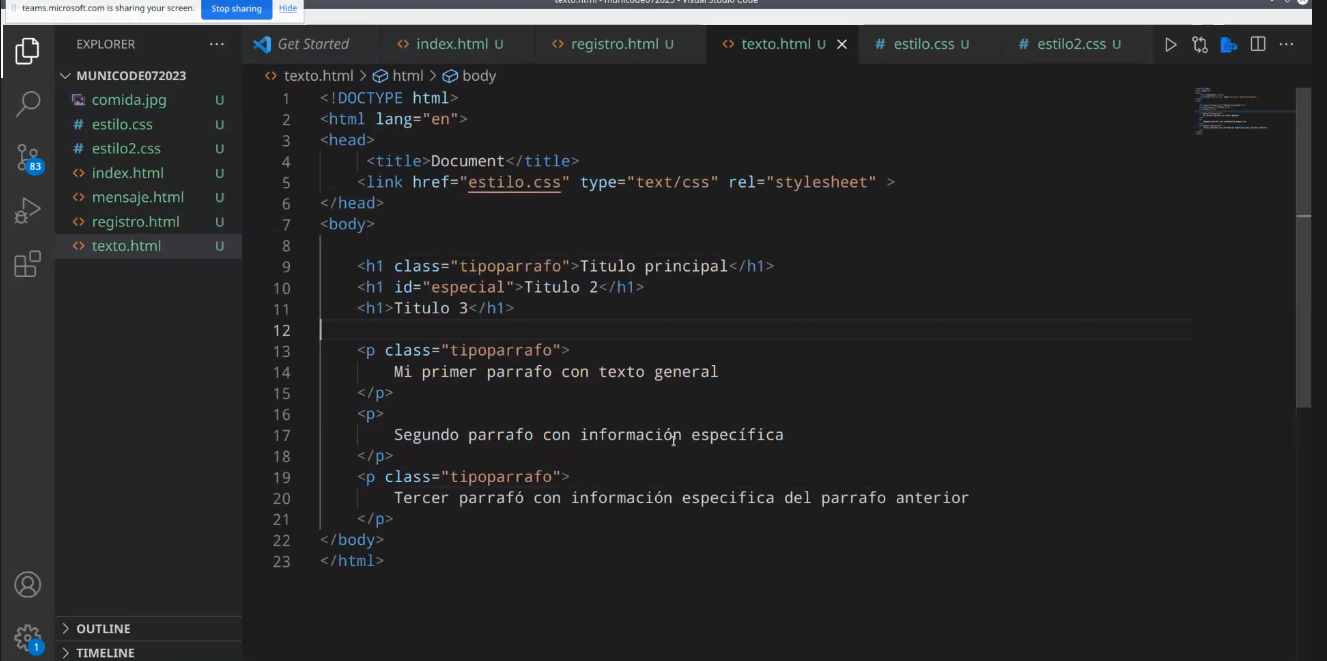 teams.microsoft.com is sharing your screen. Stop sharing Hide
texto.html - municode072023 - Visual Studio Code
EXPLORER ···
Get Started
<> index.html U
<> registro.html U
<> texto.html U
# estilo.css U
# estilo2.css U
MUNICODE072023
comida.jpg U
# estilo.css U
# estilo2.css U
<> index.html U
<> mensaje.html U
<> registro.html U
<> texto.html U
83
<> texto.html > html > body
1 <!DOCTYPE html>
2 <html lang="en">
3 <head>
4 <title>Document</title>
5 <link href="estilo.css" type="text/css" rel="stylesheet" >
6 </head>
7 <body>
8
9 <h1 class="tipoparrafo">Titulo principal</h1>
10 <h1 id="especial">Titulo 2</h1>
11 <h1>Titulo 3</h1>
12
13 <p class="tipoparrafo">
14 Mi primer parrafo con texto general
15 </p>
16 <p>
17 Segundo parrafo con información específica
18 </p>
19 <p class="tipoparrafo">
20 Tercer parrafó con información especifica del parrafo anterior
21 </p>
22 </body>
23 </html>
1
OUTLINE
TIMELINE